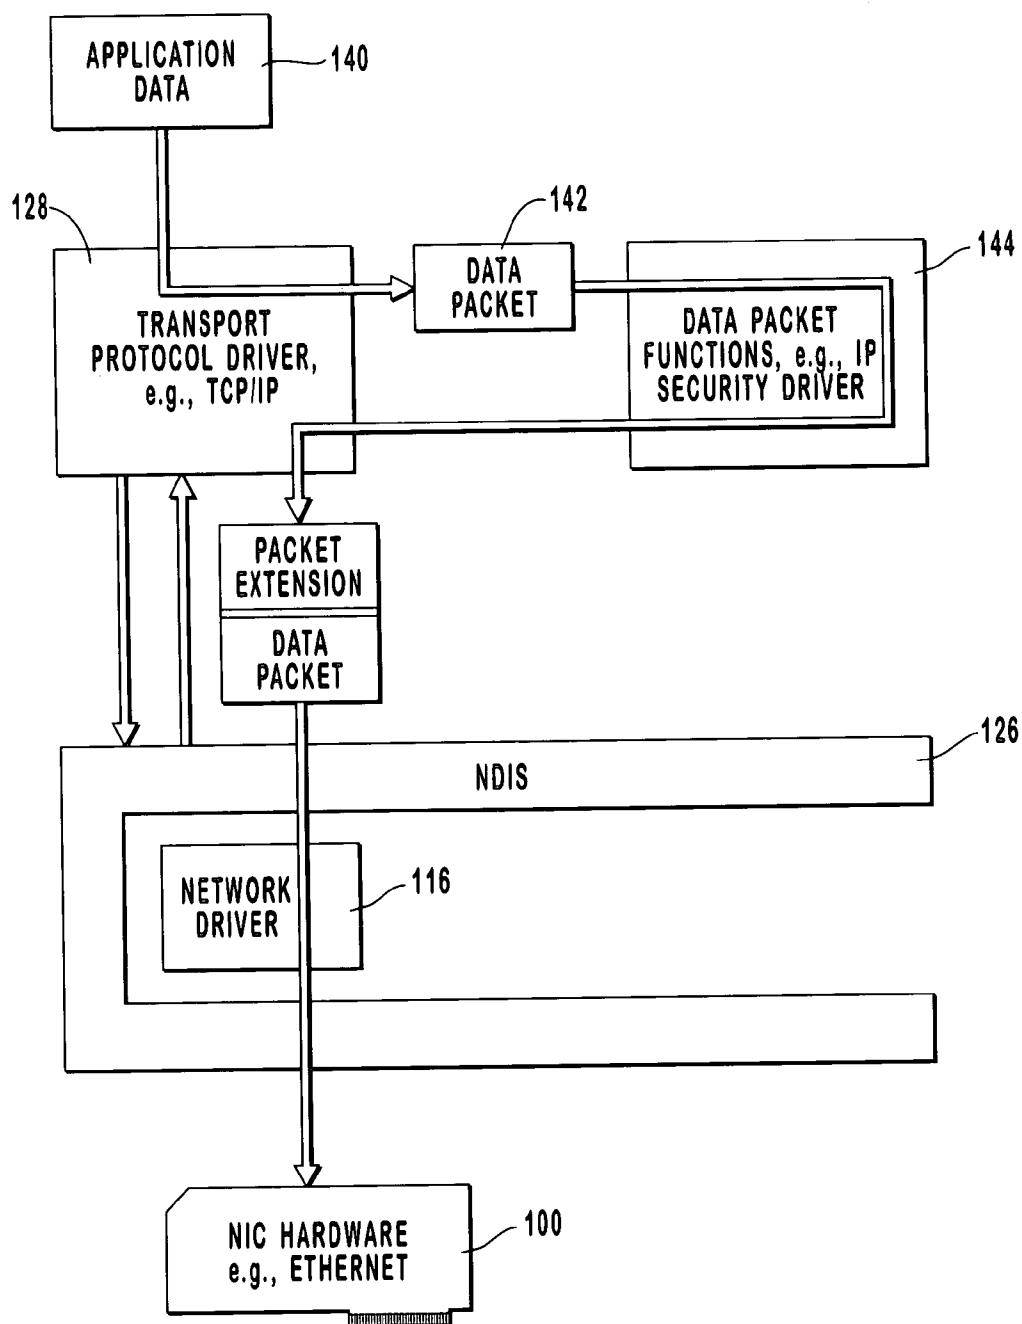 APPLICATION
DATA
140
128
142
144
DATA
PACKET
TRANSPORT
PROTOCOL DRIVER,
e.g., TCP/IP
DATA PACKET
FUNCTIONS, e.g., IP
SECURITY DRIVER
PACKET
EXTENSION
DATA
PACKET
126
NDIS
NETWORK
DRIVER
116
NIC HARDWARE
e.g., ETHERNET
100